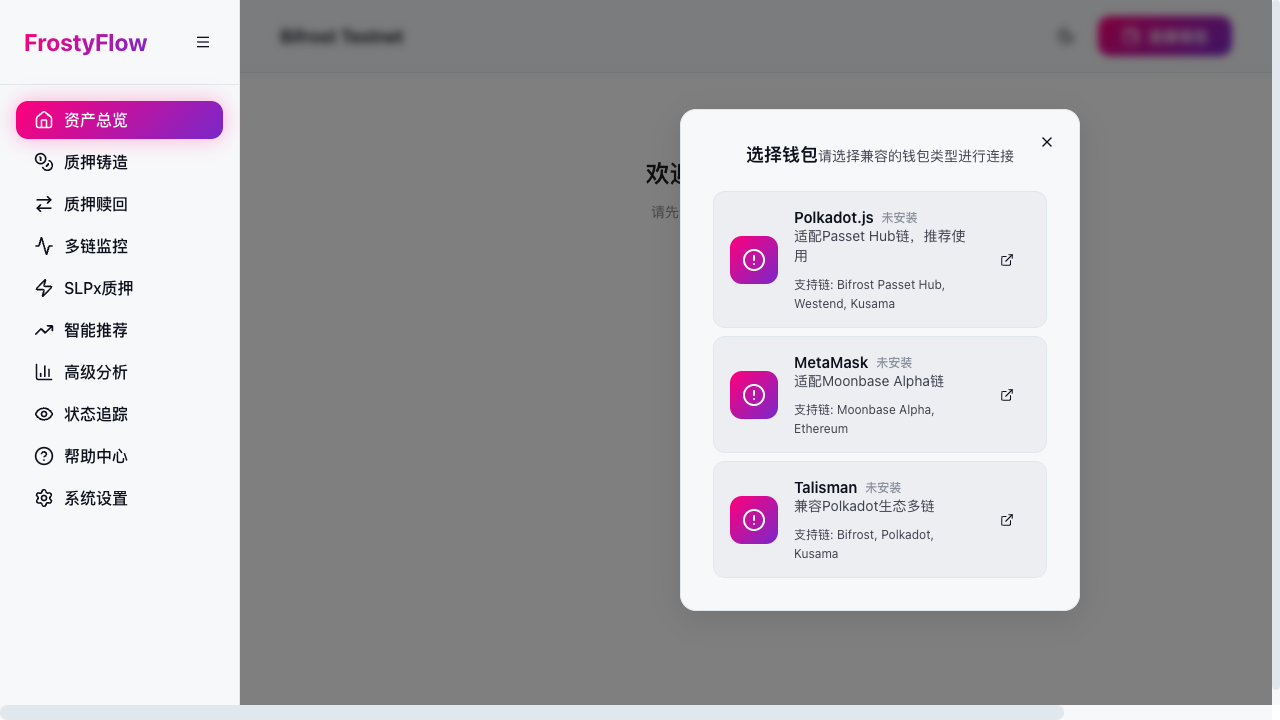 FrostyFlow
资产总览
质押铸造
质押赎回
多链监控
SLPx质押
智能推荐
高级分析
状态追踪
帮助中心
系统设置
Bifrost Testnet
欢迎
请先
选择钱包请选择兼容的钱包类型进行连接
Polkadot.js 未安装
适配Passet Hub链，推荐使
用
支持链: Bifrost Passet Hub,
Westend, Kusama
MetaMask 未安装
适配Moonbase Alpha链
支持链: Moonbase Alpha,
Ethereum
Talisman 未安装
兼容Polkadot生态多链
支持链: Bifrost, Polkadot,
Kusama